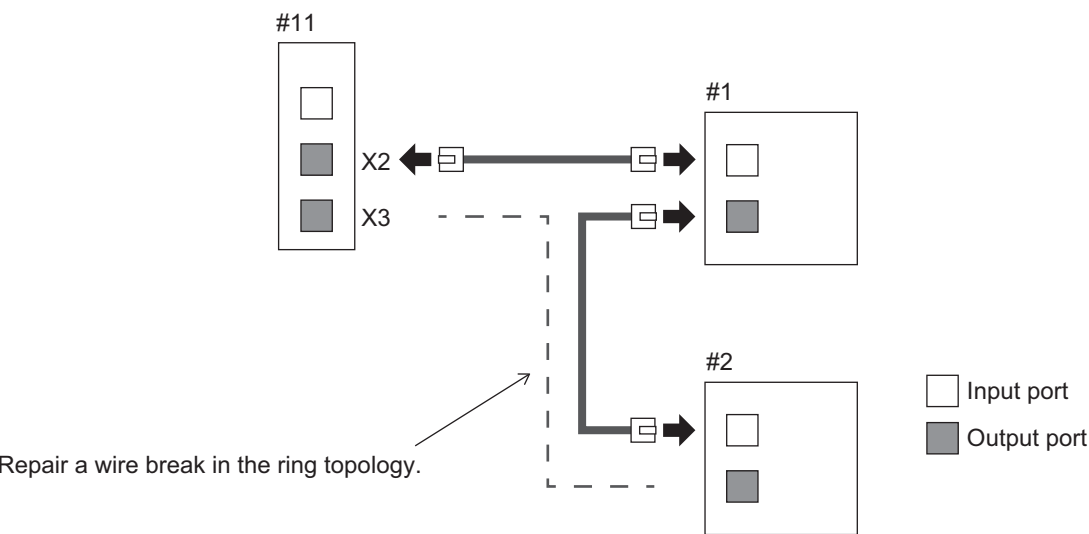 #11
#1
X2
X3
#2
Input port
Output port
Repair a wire break in the ring topology.